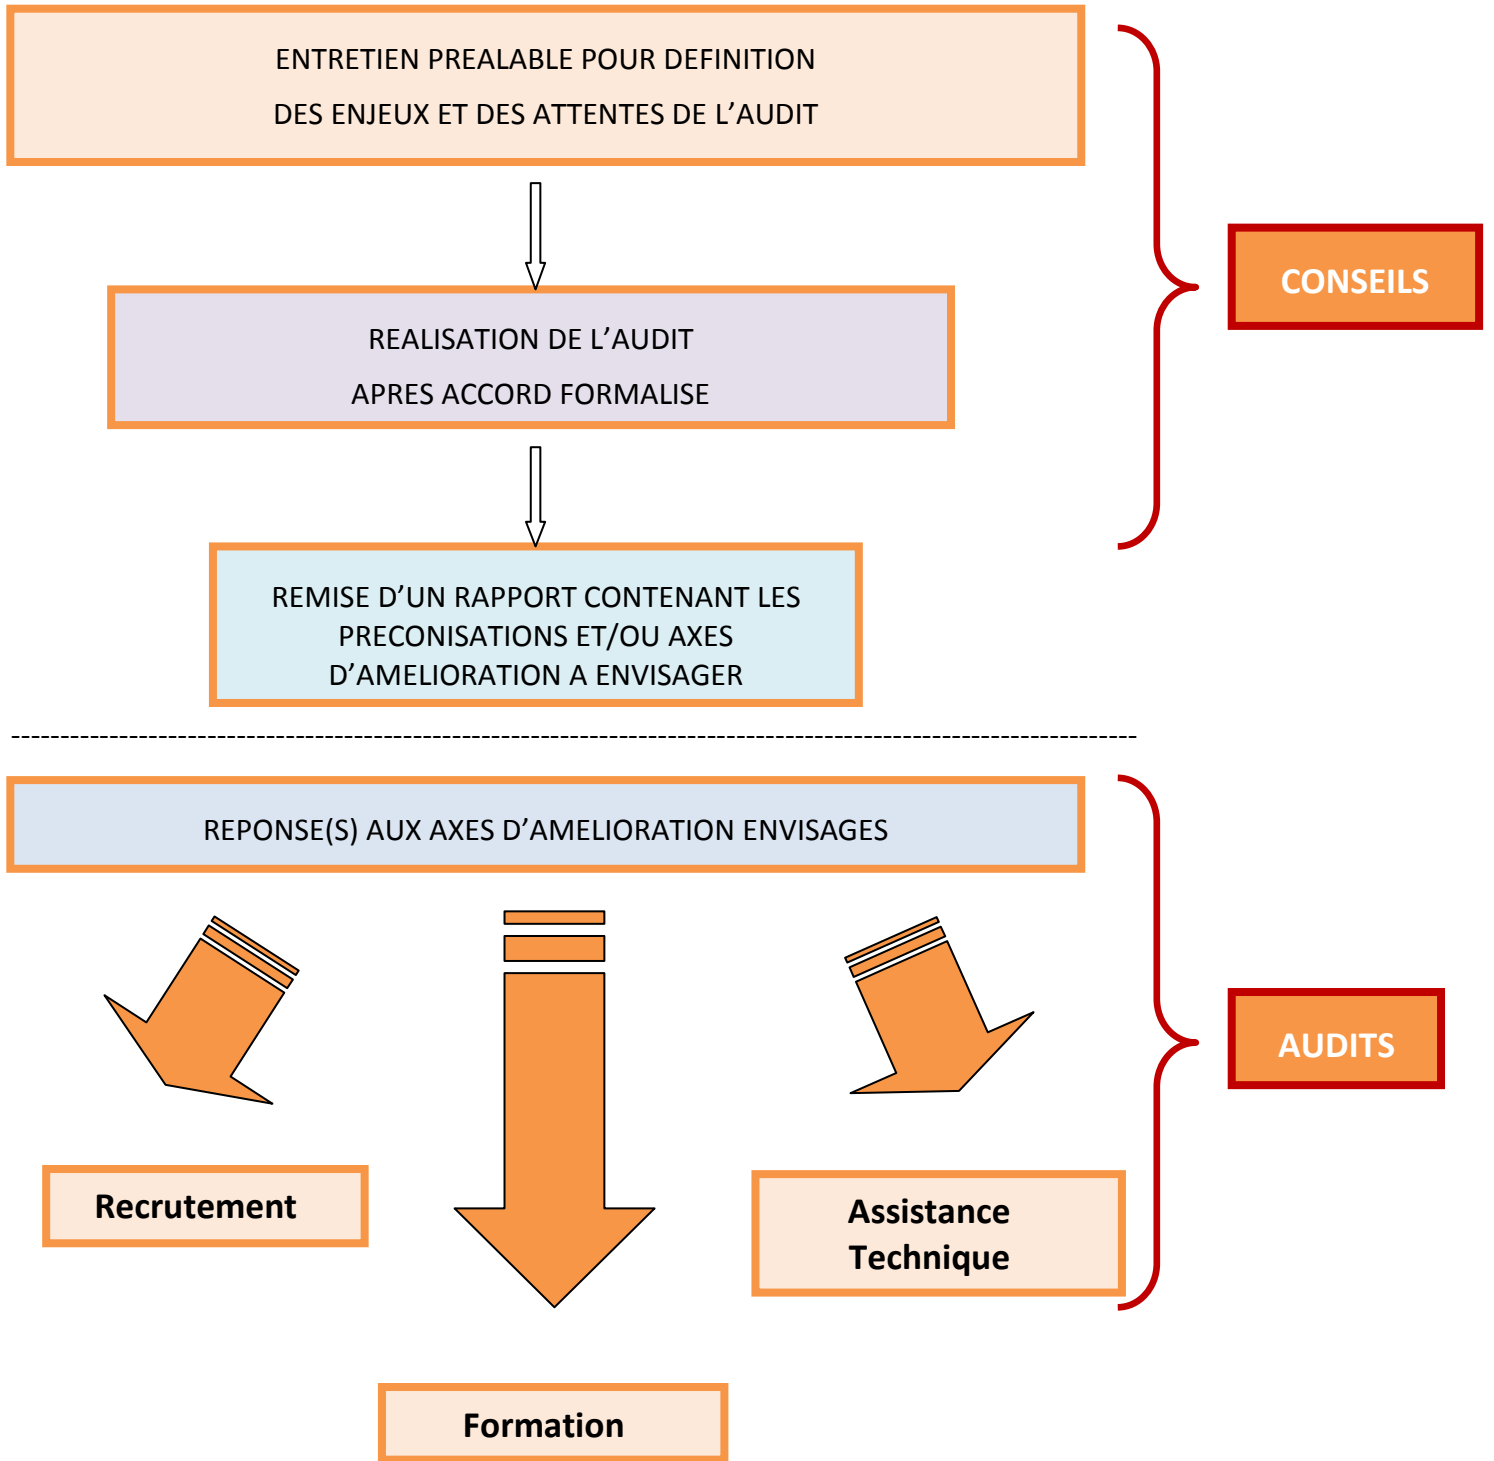 ENTRETIEN PREALABLE POUR DEFINITION
DES ENJEUX ET DES ATTENTES DE L’AUDIT
CONSEILS
REALISATION DE L’AUDIT
APRES ACCORD FORMALISE
REMISE D’UN RAPPORT CONTENANT LES
PRECONISATIONS ET/OU AXES
D’AMELIORATION A ENVISAGER
REPONSE(S) AUX AXES D’AMELIORATION ENVISAGES
AUDITS
Recrutement
Assistance
Technique
Formation